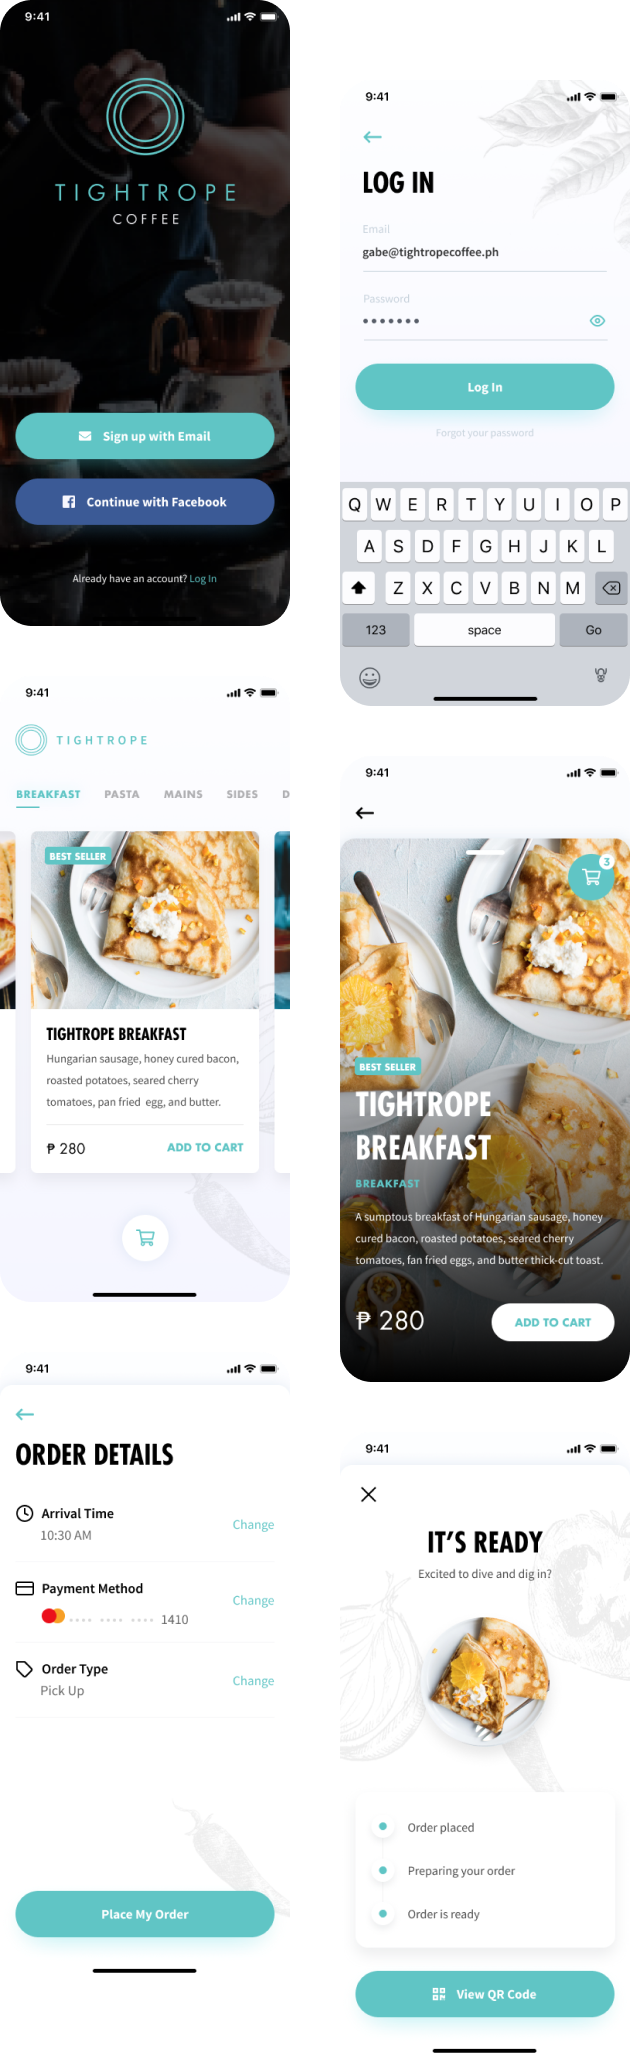 9:41
TIGHTROPE
COFFEE
Sign up with Email
Continue with Facebook
Already have an account? Log In
9:41
LOG IN
Email
gabe@tightropecoffee.ph
Password
Log In
Forgot your password
Q W E R T Y U I O P
A S D F G H J K L
Z X C V B N M
123 space Go
9:41
TIGHTROPE
BREAKFAST PASTA MAINS SIDES D
BEST SELLER
TIGHTROPE BREAKFAST
Hungarian sausage, honey cured bacon,
roasted potatoes, seared cherry
tomatoes, pan fried egg, and butter.
₱ 280 ADD TO CART
9:41
3
BEST SELLER
TIGHTROPE
BREAKFAST
BREAKFAST
A sumptous breakfast of Hungarian sausage, honey
cured bacon, roasted potatoes, seared cherry
tomatoes, fan fried eggs, and butter thick-cut toast.
₱ 280 ADD TO CART
9:41
ORDER DETAILS
Arrival Time
10:30 AM
Change
Payment Method
1410
Change
Order Type
Pick Up
Change
Place My Order
9:41
IT'S READY
Excited to dive and dig in?
Order placed
Preparing your order
Order is ready
View QR Code